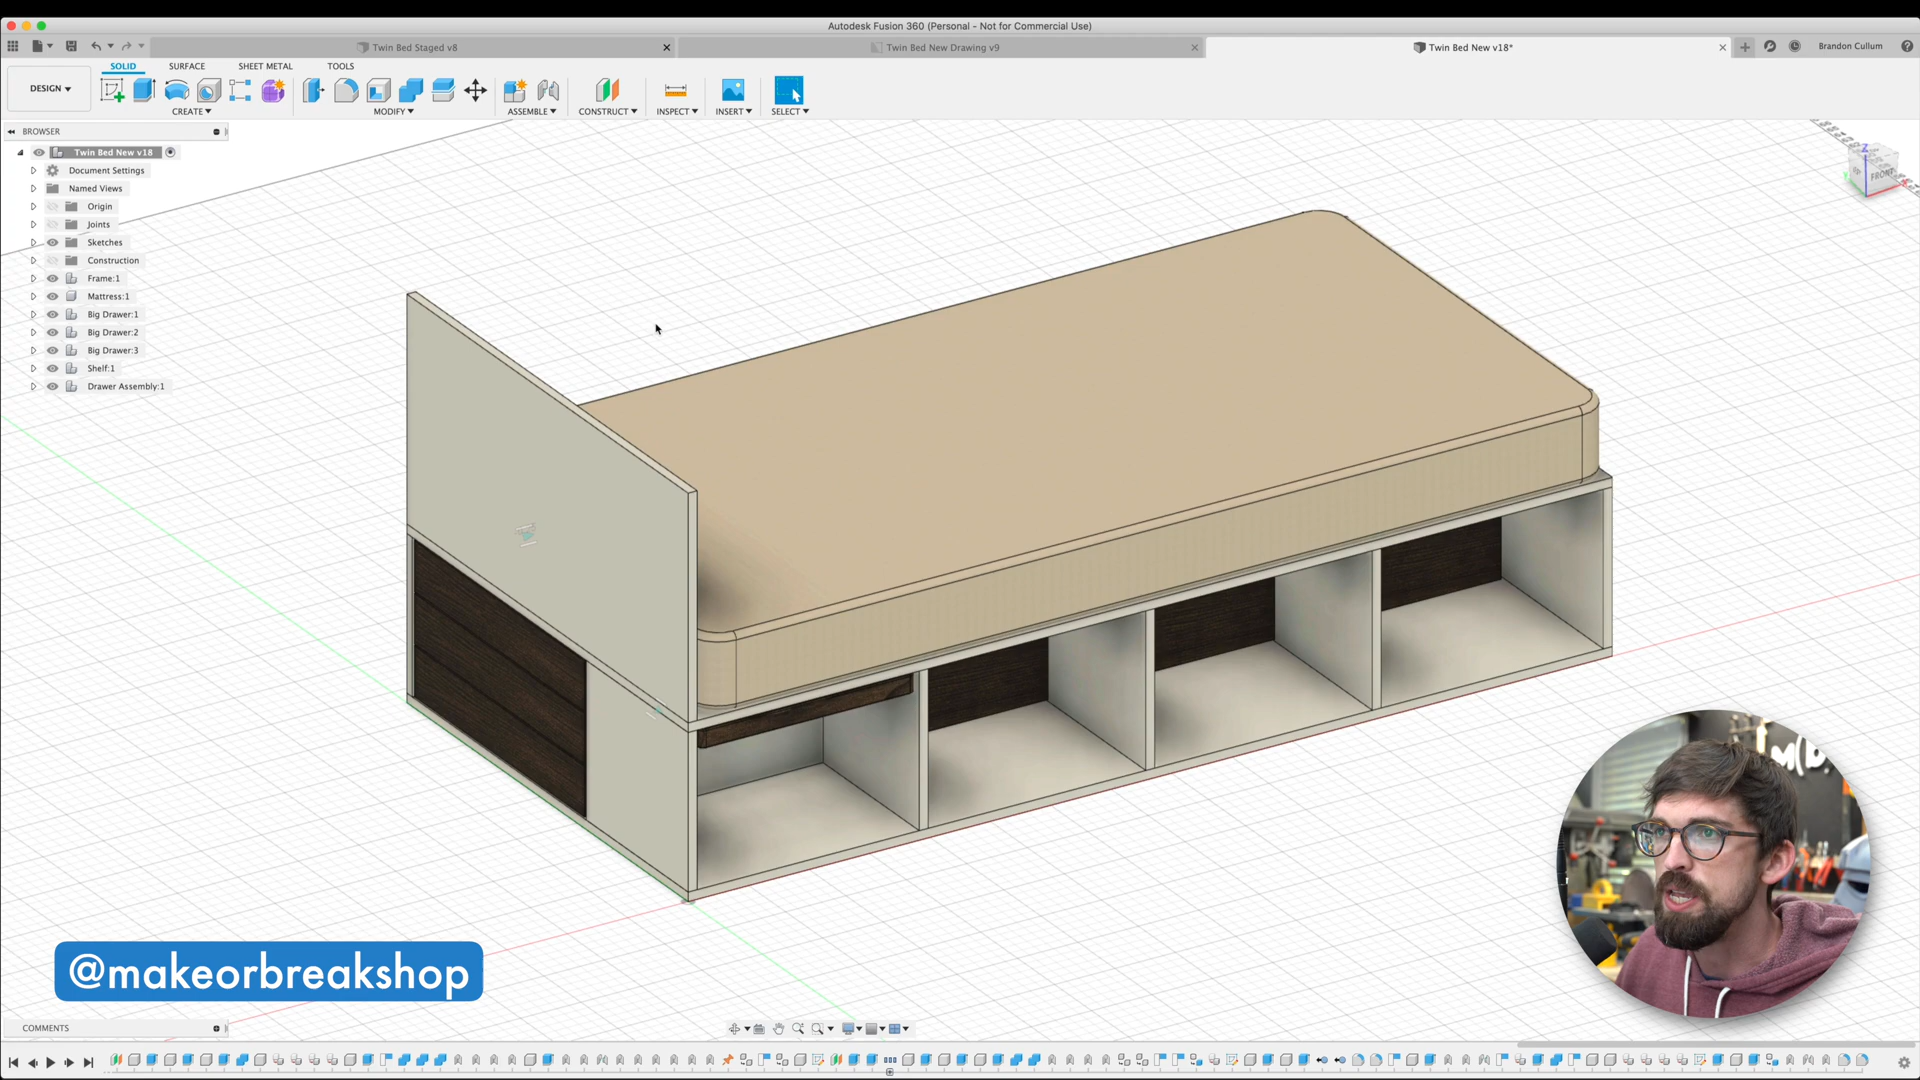 Autodesk Fusion 360 (Personal - Not for Commercial Use)
Twin Bed Staged v8
Twin Bed New Drawing v9
Twin Bed New v18*
Brandon Cullum
SOLID SURFACE SHEET METAL TOOLS
DESIGN
CREATE MODIFY ASSEMBLE CONSTRUCT INSPECT INSERT SELECT
BROWSER
Twin Bed New v18
Document Settings
Named Views
Origin
Joints
Sketches
Construction
Frame:1
Mattress:1
Big Drawer:1
Big Drawer:2
Big Drawer:3
Shelf:1
Drawer Assembly:1
Z
FRONT
@makeorbreakshop
COMMENTS